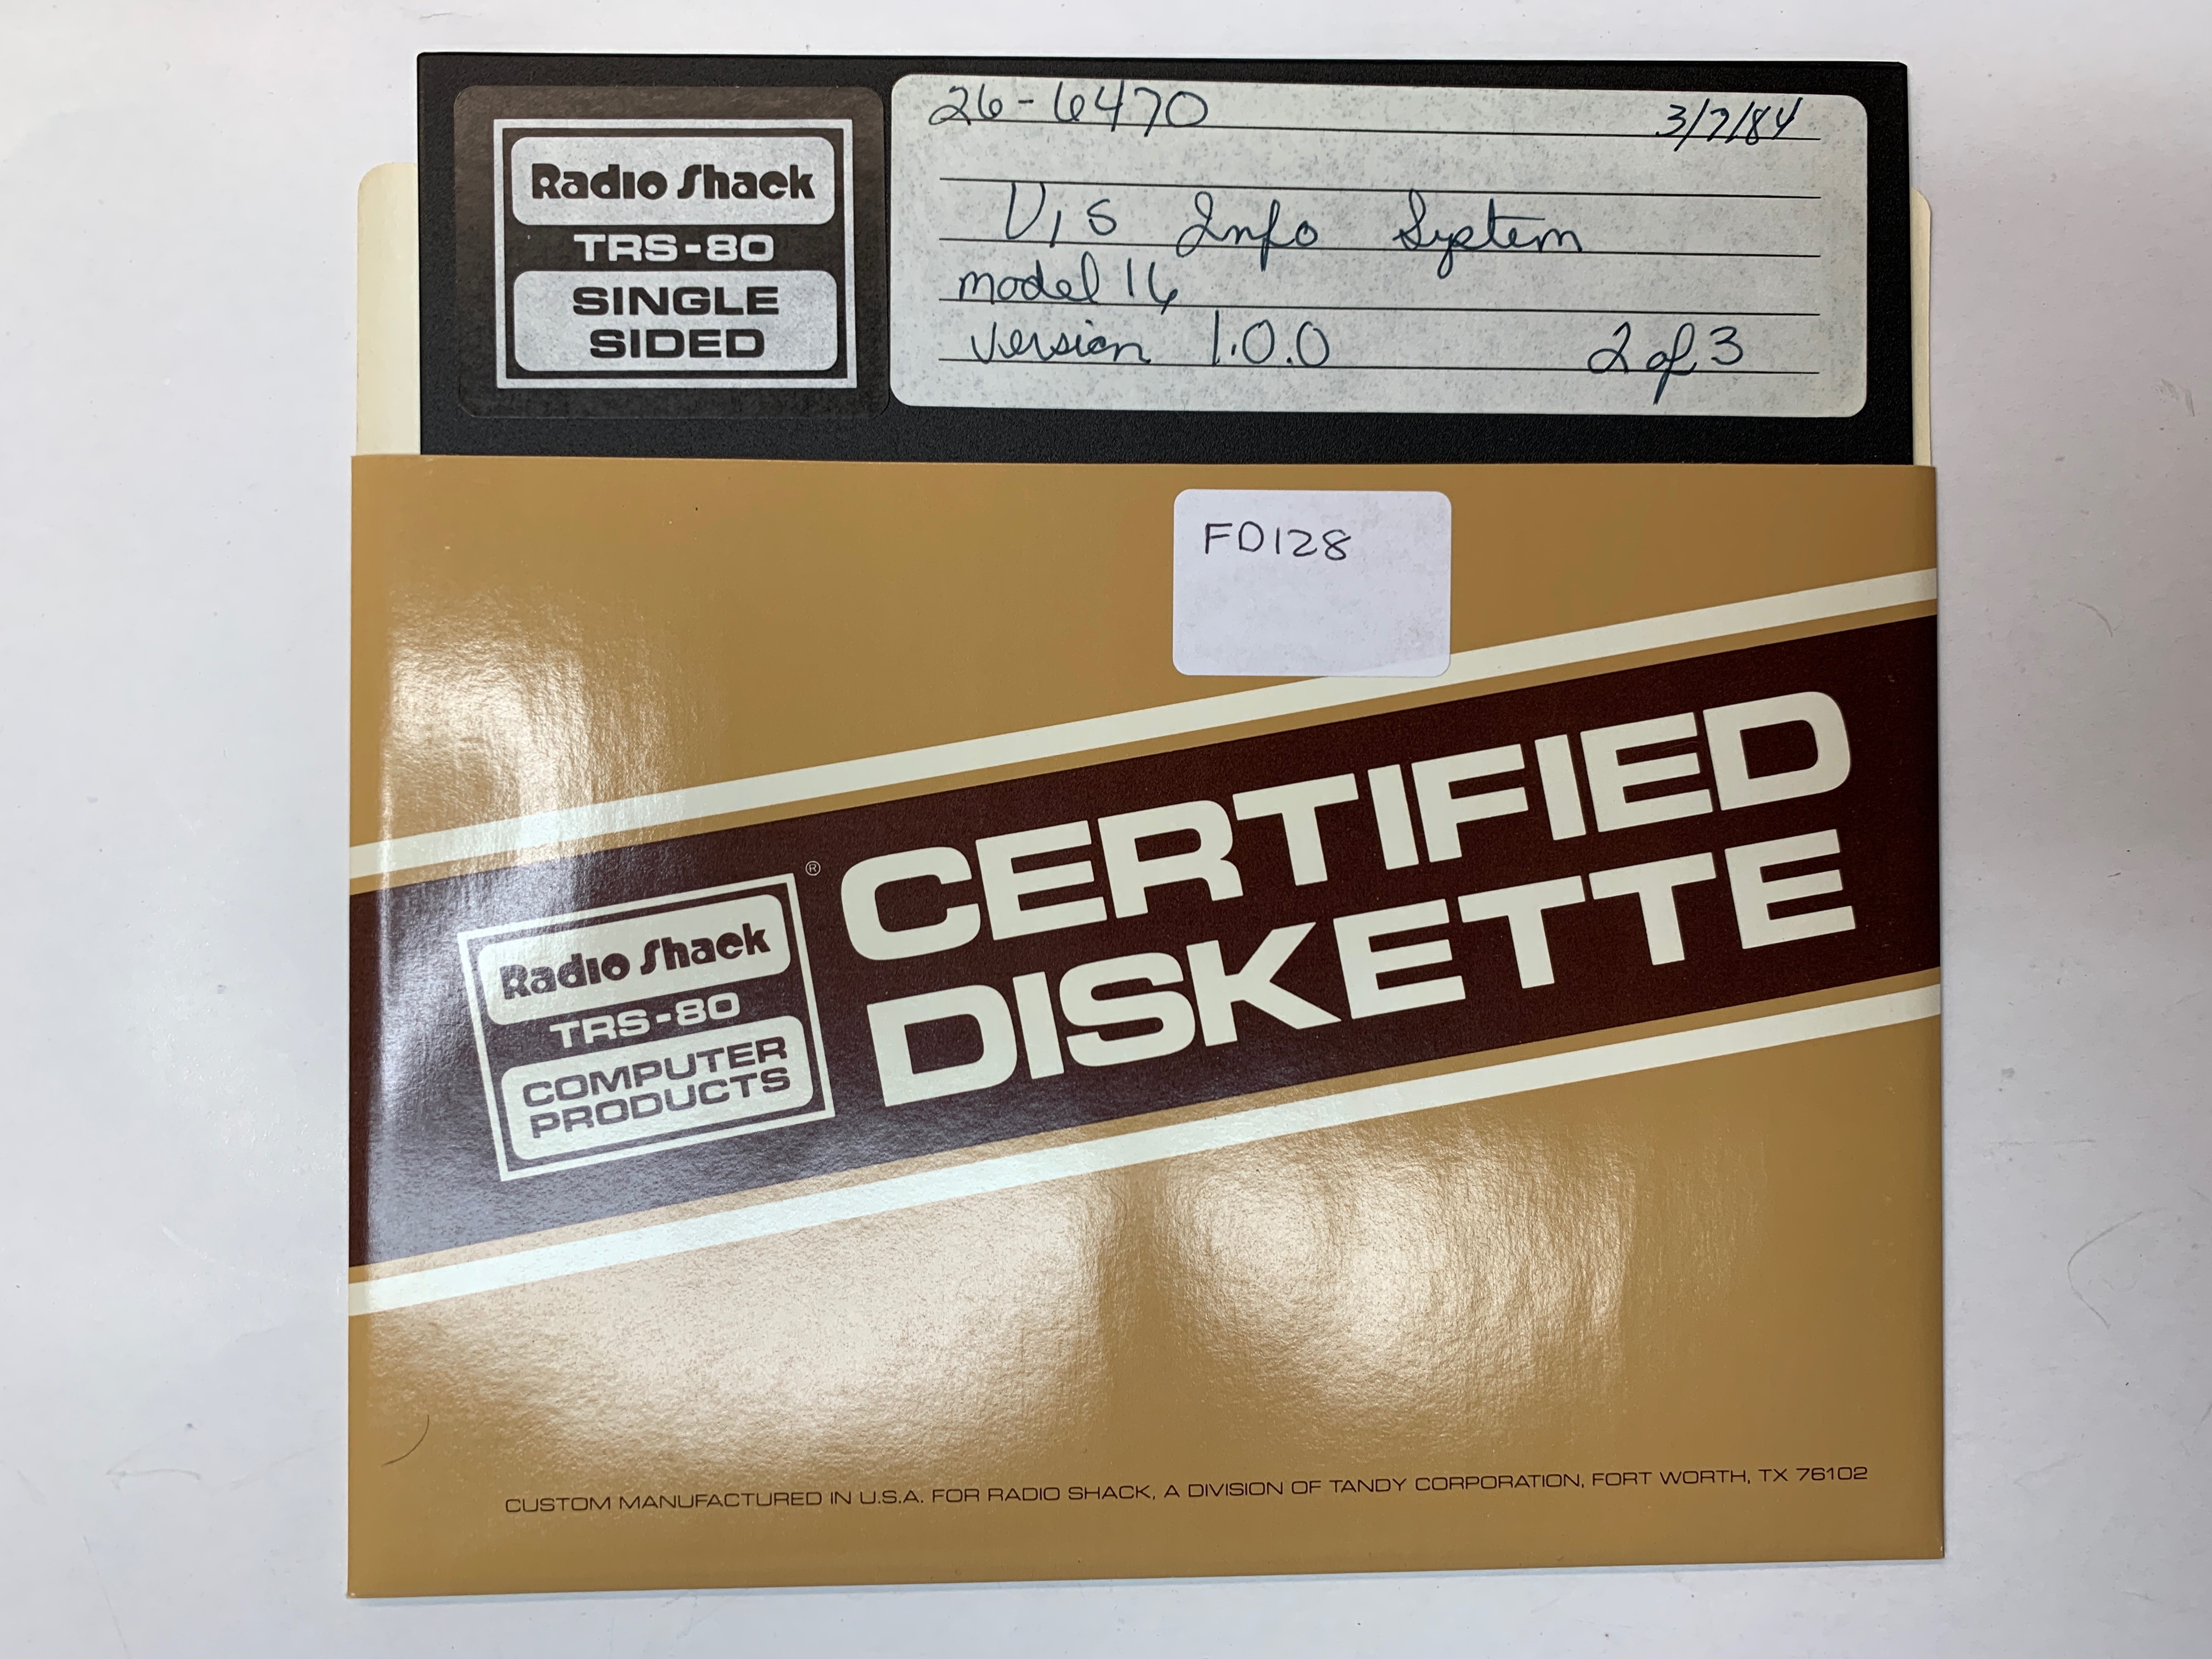 Radio Shack
TRS-80
SINGLE
SIDED
26-6470 3/7/84
VIS Info System
model 16
version 1.0.0 2 of 3
FD128
CERTIFIED
DISKETTE
®
Radio Shack
TRS-80
COMPUTER
PRODUCTS
CUSTOM MANUFACTURED IN U.S.A. FOR RADIO SHACK, A DIVISION OF TANDY CORPORATION, FORT WORTH, TX 76102